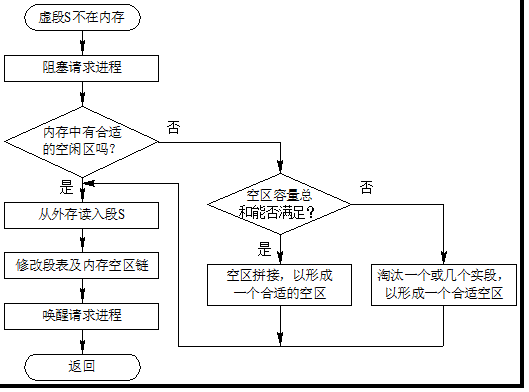 虚段S不在内存
阻塞请求进程
内存中有合适
的空闲区吗?
否
是
从外存读入段S
修改段表及内存空区链
唤醒请求进程
返回
空区容量总
和能否满足?
否
是
空区拼接，以形成
一个合适的空区
淘汰一个或几个实段，
以形成一个合适空区